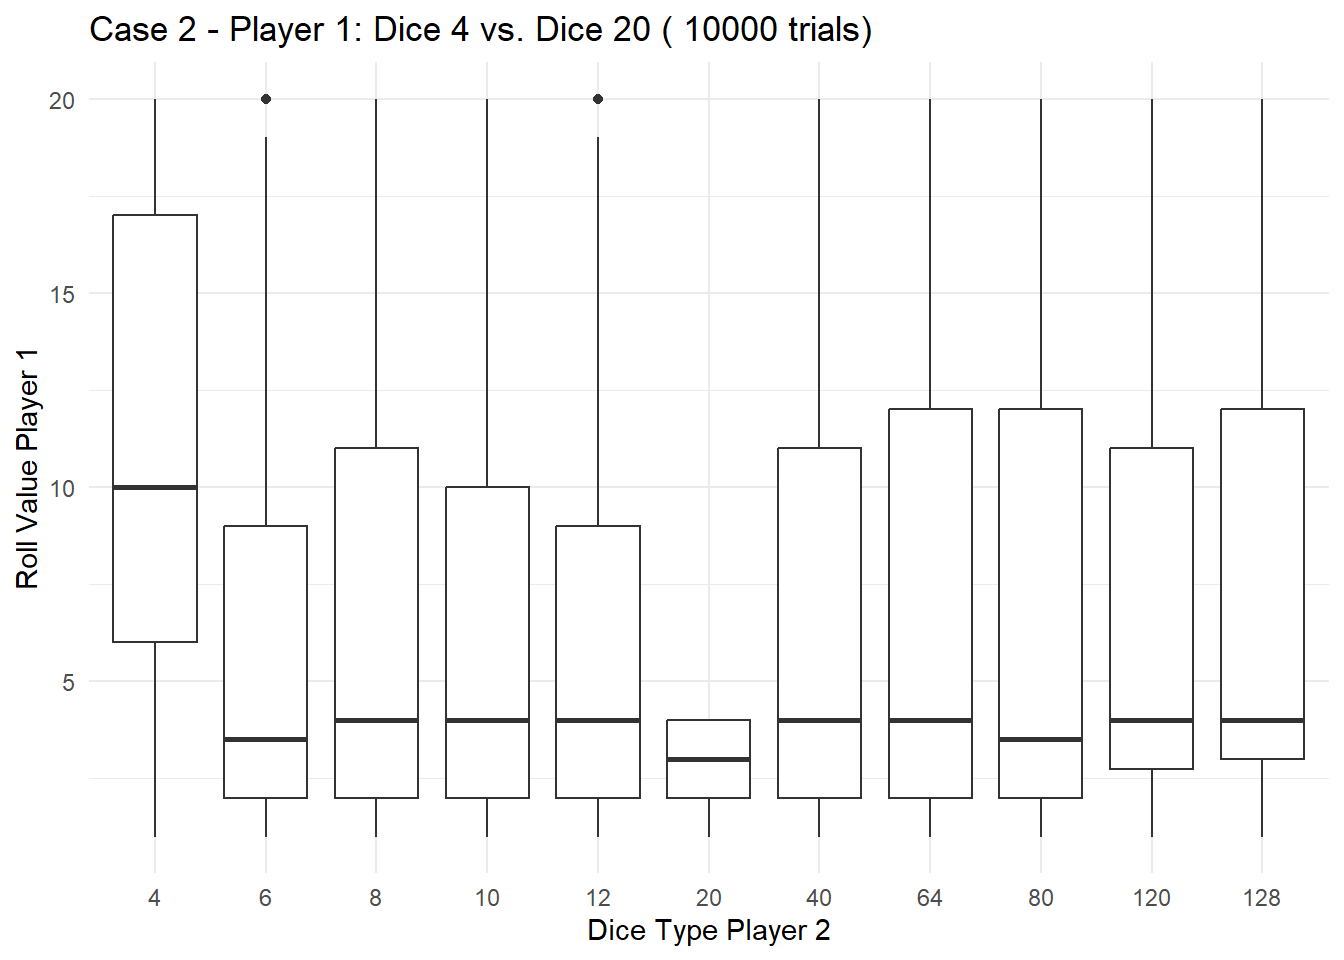 Case 2 - Player 1: Dice 4 vs. Dice 20 ( 10000 trials)
20
15
10
5
Roll Value Player 1
4 6 8 10 12 20 40 64 80 120 128
Dice Type Player 2